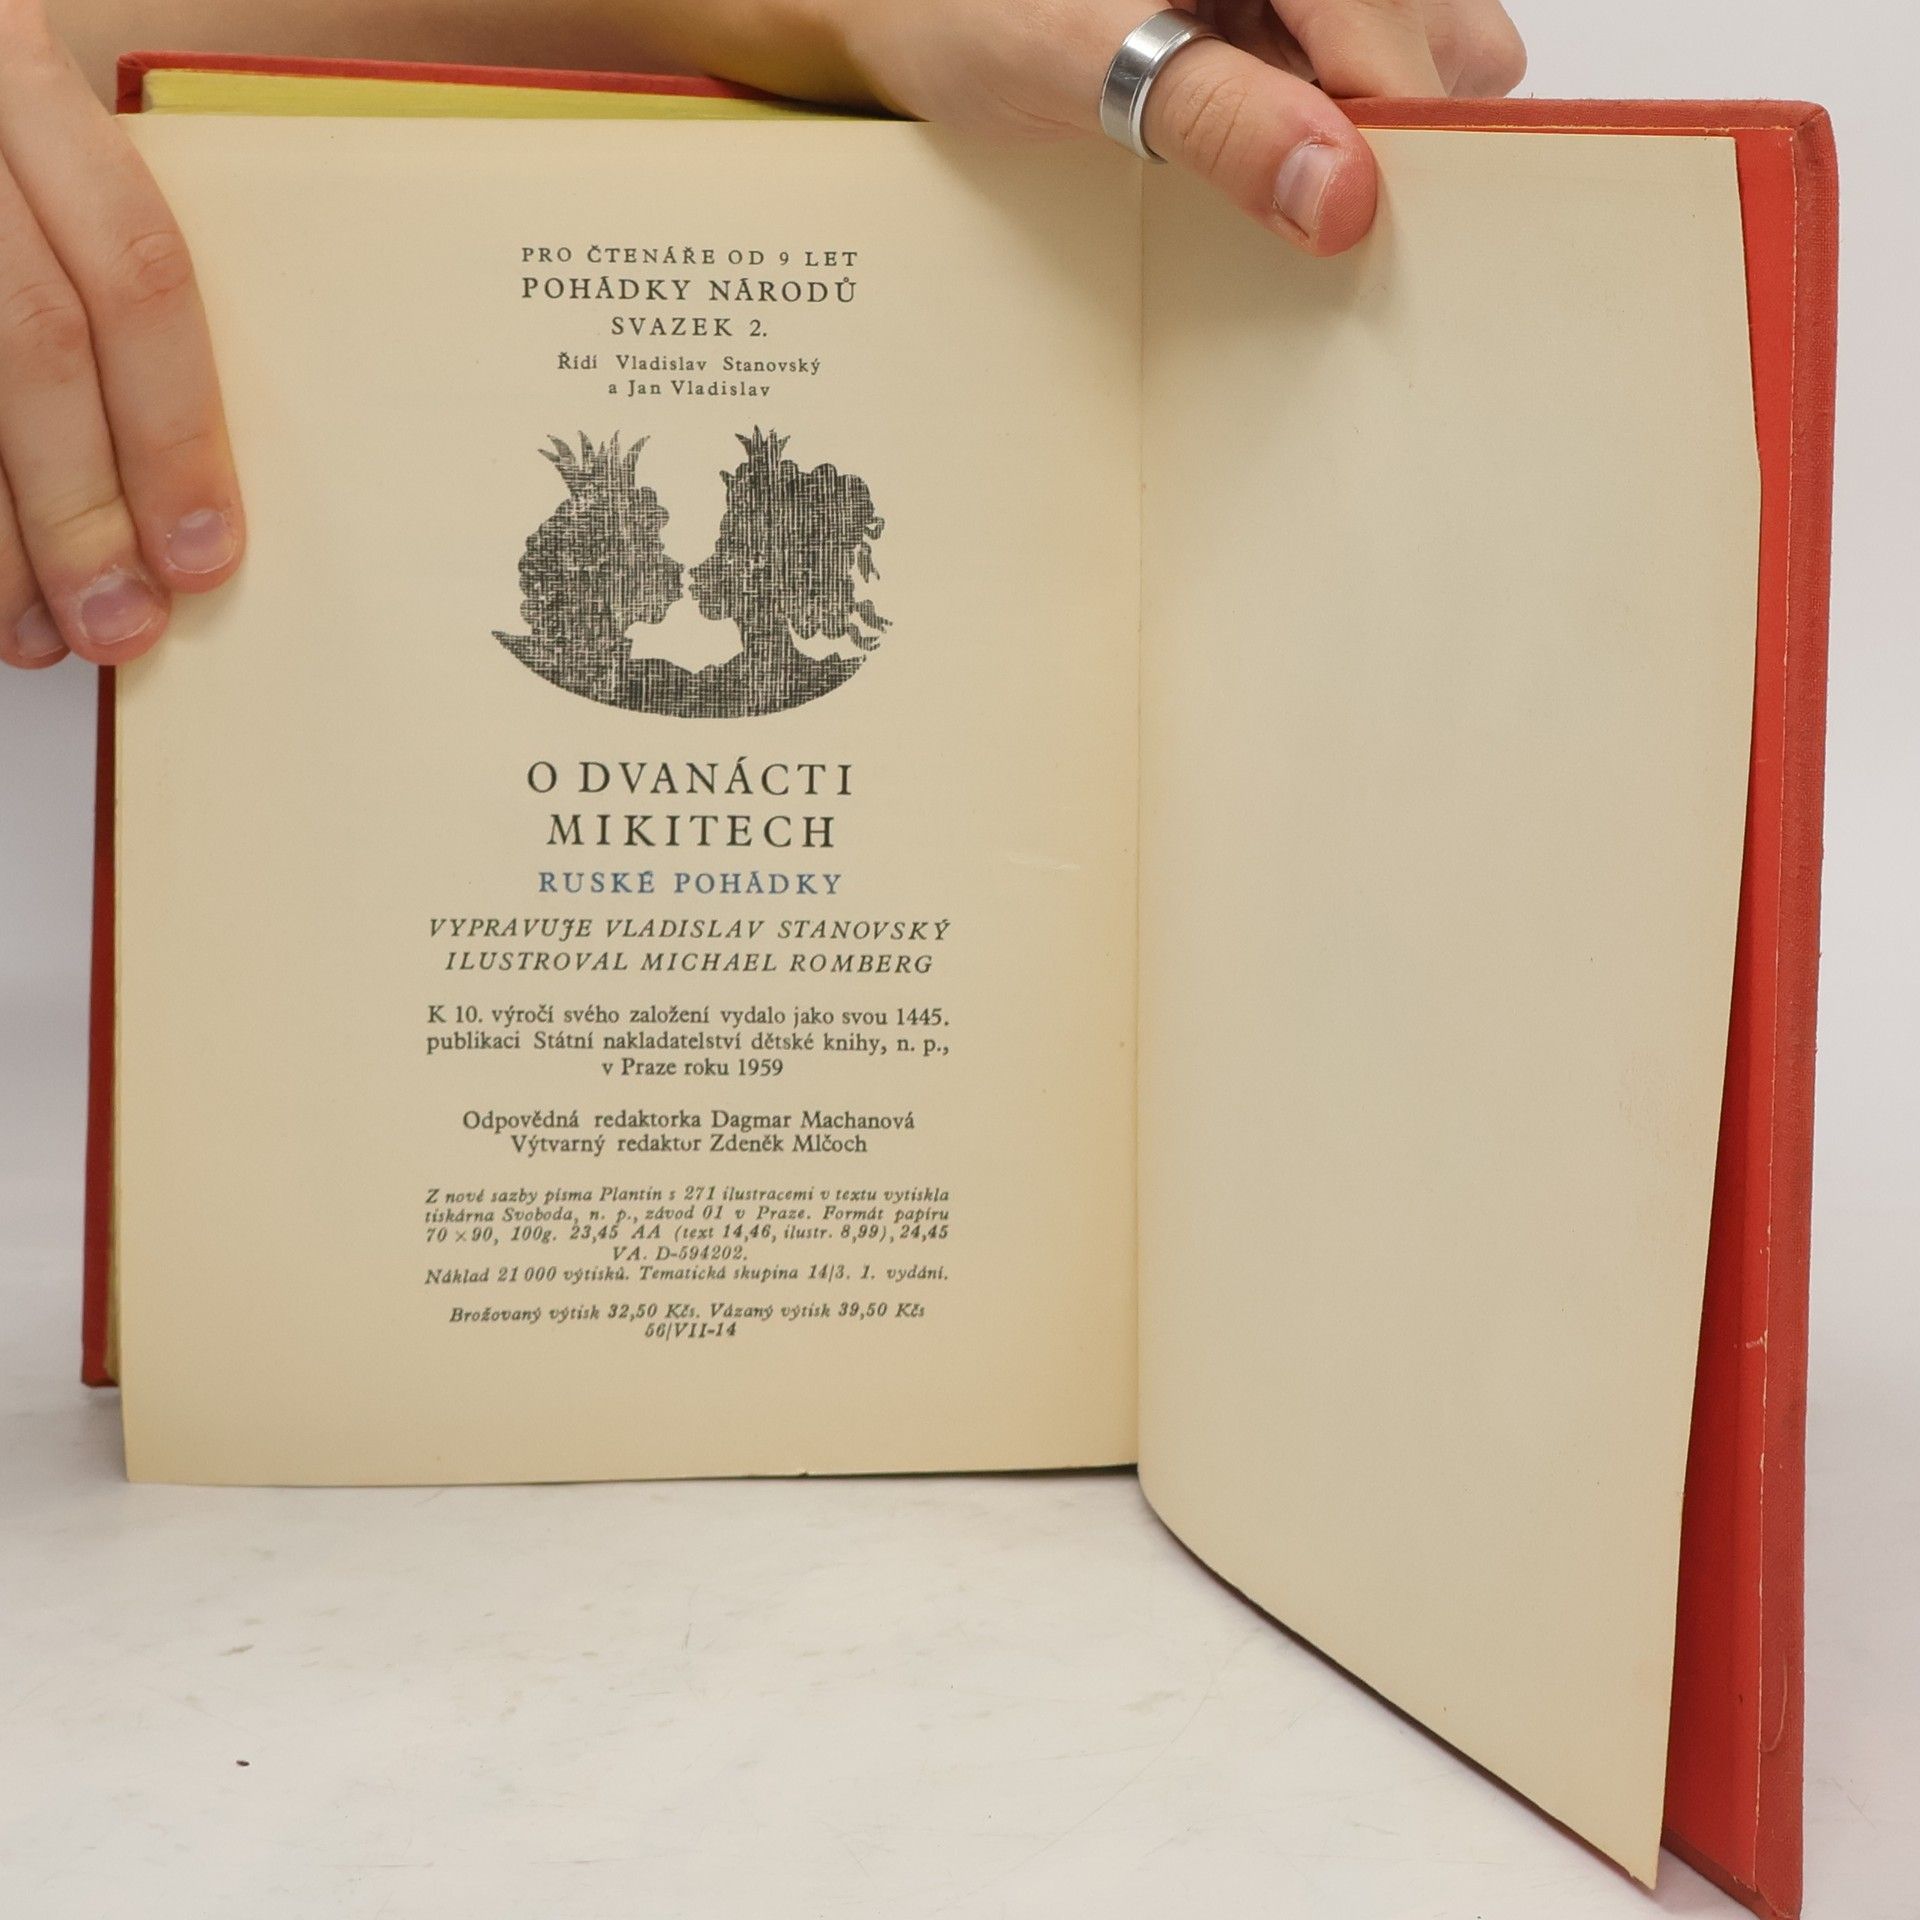 PRO ČTENÁŘE OD 9 LET
POHÁDKY NÁRODŮ
SVAZEK 2.
Řídí Vladislav Stanovský
a Jan Vladislav
O DVANÁCTI
MIKITECH
RUSKÉ POHÁDKY
VYPRAVUJE VLADISLAV STANOVSKÝ
ILUSTROVAL MICHAEL ROMBERG
K 10. výročí svého založení vydalo jako svou 1445.
publikaci Státní nakladatelství dětské knihy, n. p.,
v Praze roku 1959
Odpovědná redaktorka Dagmar Machanová
Výtvarný redaktor Zdeněk Mlčoch
Z nové sazby písma Plantin s 271 ilustracemi v textu vytiskla
tiskárna Svoboda, n. p., závod 01 v Praze. Formát papíru
70 × 90, 100g. 23,45 AA (text 14,46, ilustr. 8,99), 24,45
VA. D-594202.
Náklad 21 000 výtisků. Tematická skupina 14/3. 1. vydání.
Brožovaný výtisk 32,50 Kčs. Vázaný výtisk 39,50 Kčs
56/VII-14